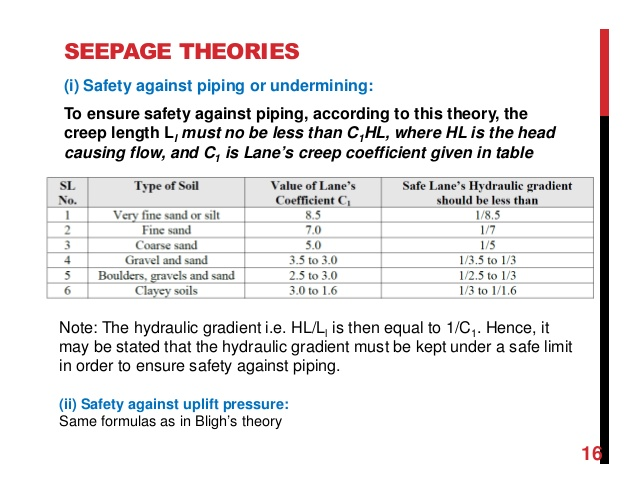 SEEPAGE THEORIES
(i) Safety against piping or undermining:
To ensure safety against piping, according to this theory, the
creep length Ll must no be less than C1HL, where HL is the head
causing flow, and C1 is Lane's creep coefficient given in table
SL No. Type of Soil Value of Lane's Coefficient C1 Safe Lane's Hydraulic gradient should be less than
1 Very fine sand or silt 8.5 1/8.5
2 Fine sand 7.0 1/7
3 Coarse sand 5.0 1/5
4 Gravel and sand 3.5 to 3.0 1/3.5 to 1/3
5 Boulders, gravels and sand 2.5 to 3.0 1/2.5 to 1/3
6 Clayey soils 3.0 to 1.6 1/3 to 1/1.6
Note: The hydraulic gradient i.e. HL/Ll is then equal to 1/C1. Hence, it
may be stated that the hydraulic gradient must be kept under a safe limit
in order to ensure safety against piping.
(ii) Safety against uplift pressure:
Same formulas as in Bligh's theory
16